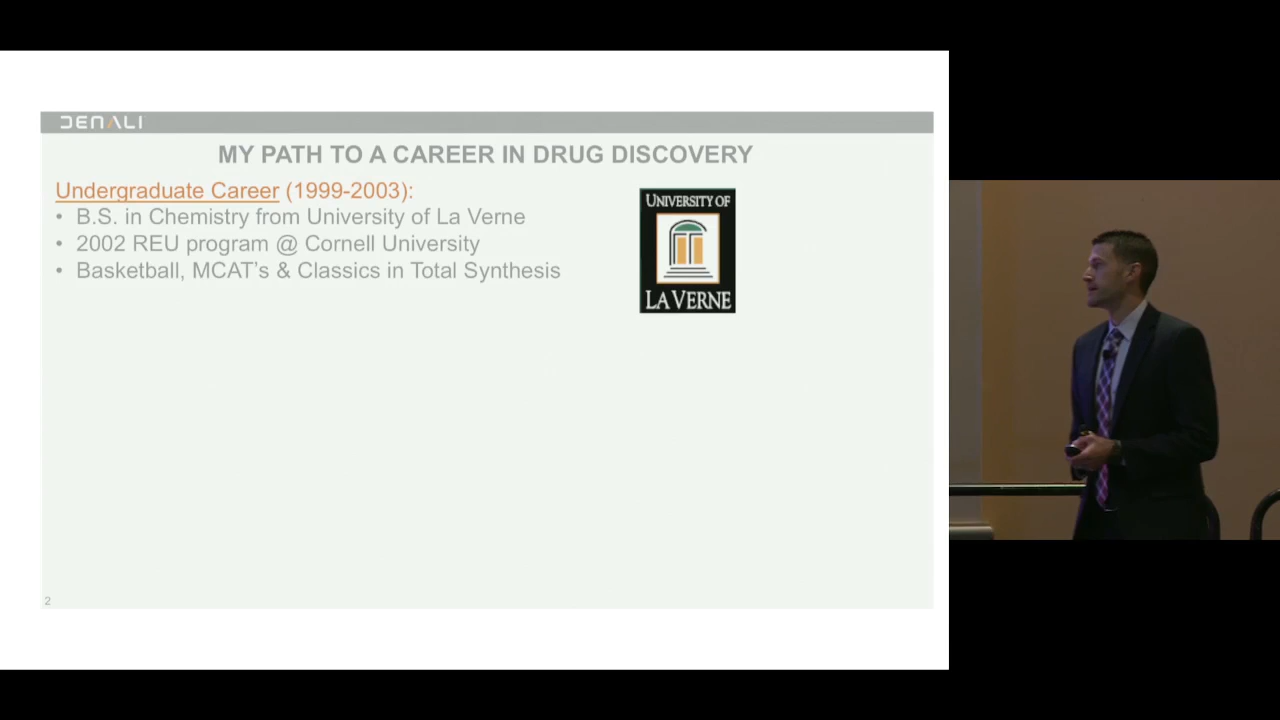 DENALI
MY PATH TO A CAREER IN DRUG DISCOVERY
Undergraduate Career (1999-2003):
• B.S. in Chemistry from University of La Verne
• 2002 REU program @ Cornell University
• Basketball, MCAT's & Classics in Total Synthesis
UNIVERSITY OF
LA VERNE
2